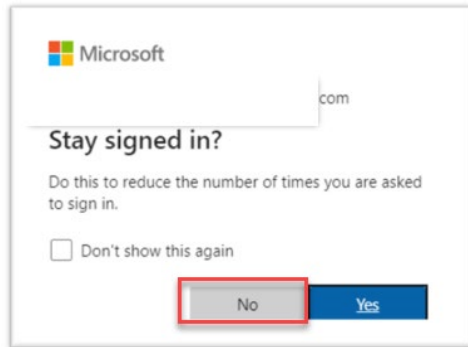 Microsoft
com
Stay signed in?
Do this to reduce the number of times you are asked
to sign in.
Don't show this again
No
Yes